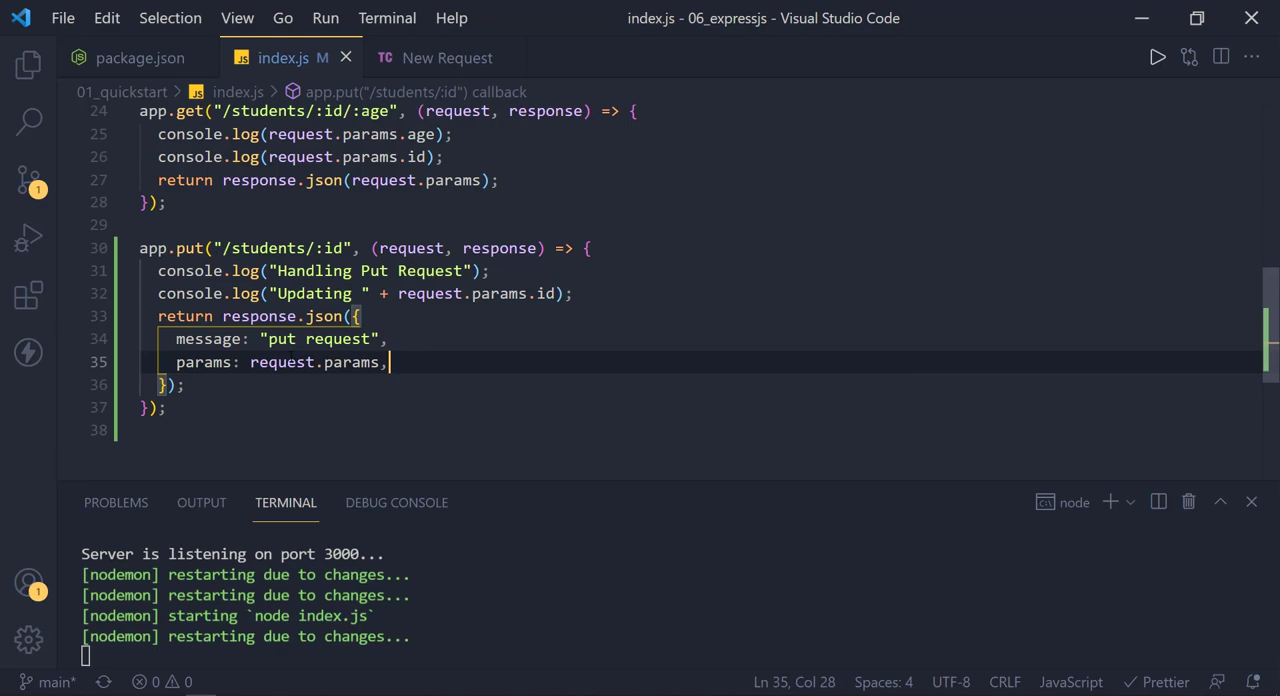 File Edit Selection View Go Run Terminal Help index.js - 06_expressjs - Visual Studio Code
package.json JS index.js M TC New Request
01_quickstart > JS index.js > app.put("/students/:id") callback
24 app.get("/students/:id/:age", (request, response) => {
25 console.log(request.params.age);
26 console.log(request.params.id);
27 return response.json(request.params);
28 });
29
30 app.put("/students/:id", (request, response) => {
31 console.log("Handling Put Request");
32 console.log("Updating " + request.params.id);
33 return response.json({
34 message: "put request",
35 params: request.params,
36 });
37 });
38
1
PROBLEMS OUTPUT TERMINAL DEBUG CONSOLE node
Server is listening on port 3000...
[nodemon] restarting due to changes...
[nodemon] restarting due to changes...
[nodemon] starting `node index.js`
[nodemon] restarting due to changes...
1
main* 0 0 Ln 35, Col 28 Spaces: 4 UTF-8 CRLF JavaScript Prettier